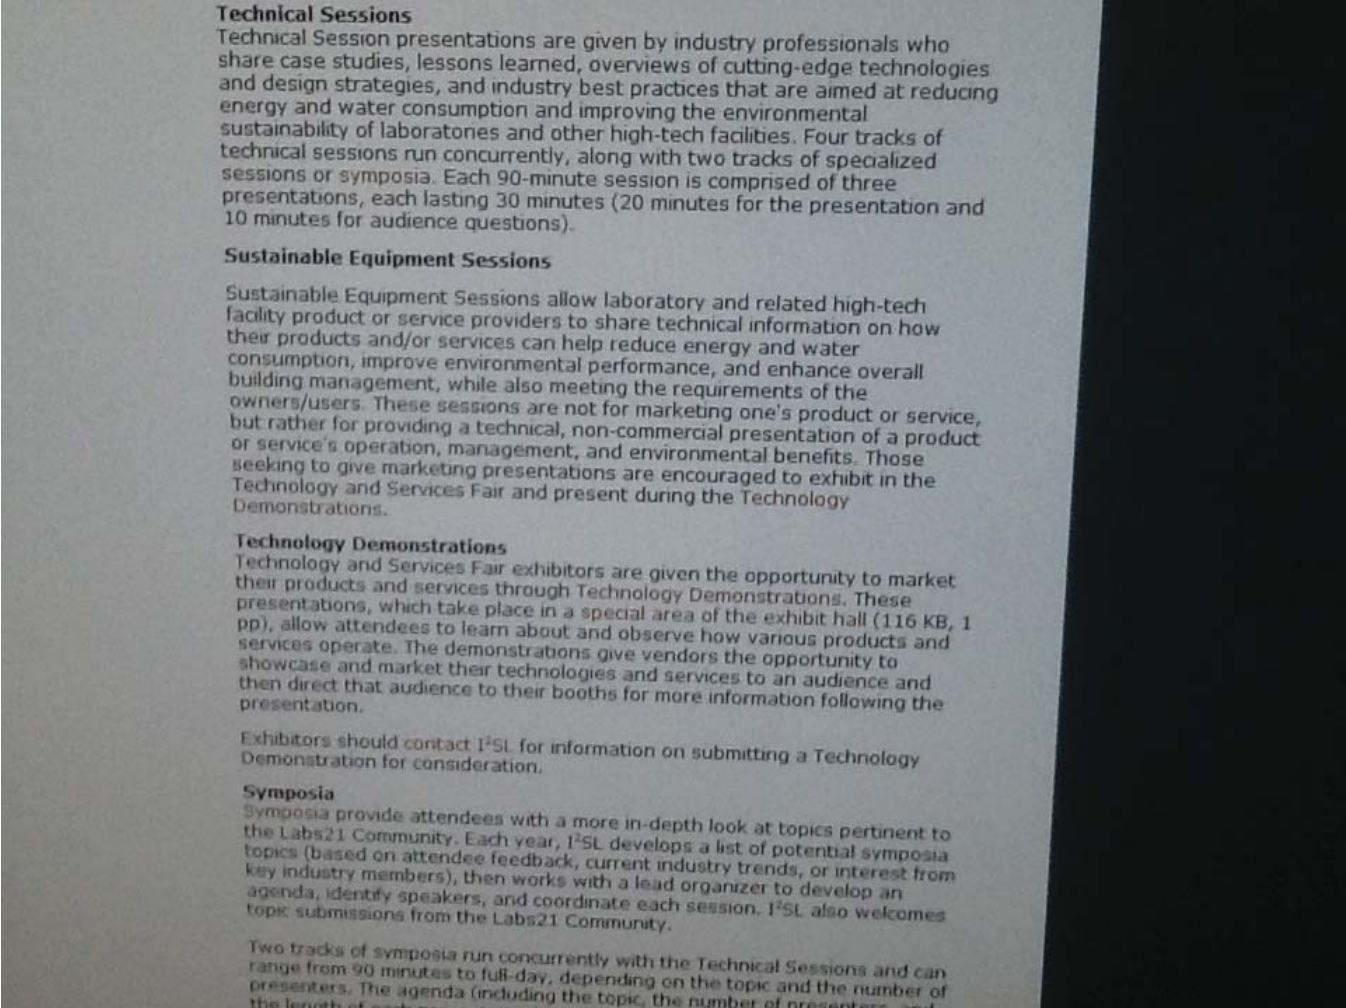 Technical Sessions
Technical Session presentations are given by industry professionals who
share case studies, lessons learned, overviews of cutting-edge technologies
and design strategies, and industry best practices that are aimed at reducing
energy and water consumption and improving the environmental
sustainability of laboratories and other high-tech facilities. Four tracks of
technical sessions run concurrently, along with two tracks of specialized
sessions or symposia. Each 90-minute session is comprised of three
presentations, each lasting 30 minutes (20 minutes for the presentation and
10 minutes for audience questions).
Sustainable Equipment Sessions
Sustainable Equipment Sessions allow laboratory and related high-tech
facility product or service providers to share technical information on how
their products and/or services can help reduce energy and water
consumption, improve environmental performance, and enhance overall
building management, while also meeting the requirements of the
owners/users. These sessions are not for marketing one's product or service,
but rather for providing a technical, non-commercial presentation of a product
or service's operation, management, and environmental benefits. Those
seeking to give marketing presentations are encouraged to exhibit in the
Technology and Services Fair and present during the Technology
Demonstrations.
Technology Demonstrations
Technology and Services Fair exhibitors are given the opportunity to market
their products and services through Technology Demonstrations. These
presentations, which take place in a special area of the exhibit hall (116 KB, 1
pp), allow attendees to learn about and observe how various products and
services operate. The demonstrations give vendors the opportunity to
showcase and market their technologies and services to an audience and
then direct that audience to their booths for more information following the
presentation.
Exhibitors should contact I²SL for information on submitting a Technology
Demonstration for consideration.
Symposia
Symposia provide attendees with a more in-depth look at topics pertinent to
the Labs21 Community. Each year, I²SL develops a list of potential symposia
topics (based on attendee feedback, current industry trends, or interest from
key industry members), then works with a lead organizer to develop an
agenda, identify speakers, and coordinate each session. I²SL also welcomes
topic submissions from the Labs21 Community.
Two tracks of symposia run concurrently with the Technical Sessions and can
range from 90 minutes to full-day, depending on the topic and the number of
presenters. The agenda (including the topic, the number of presenters, and
the length of each